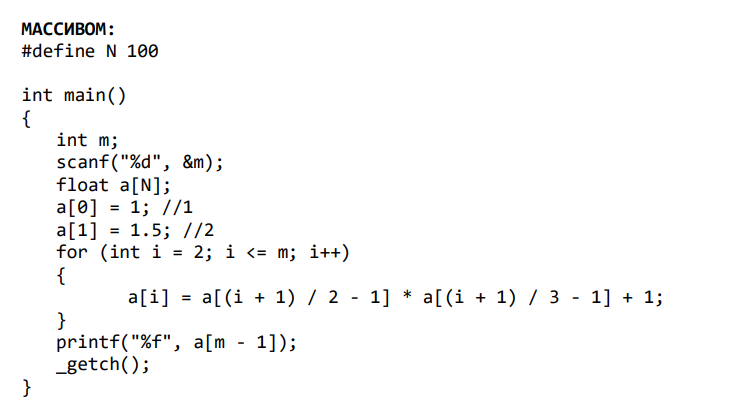 МАССИВОМ:
#define N 100
int main()
{
int m;
scanf("%d", &m);
float a[N];
a[0] = 1; //1
a[1] = 1.5; //2
for (int i = 2; i <= m; i++)
{
a[i] = a[(i + 1) / 2 - 1] * a[(i + 1) / 3 - 1] + 1;
}
printf("%f", a[m - 1]);
_getch();
}